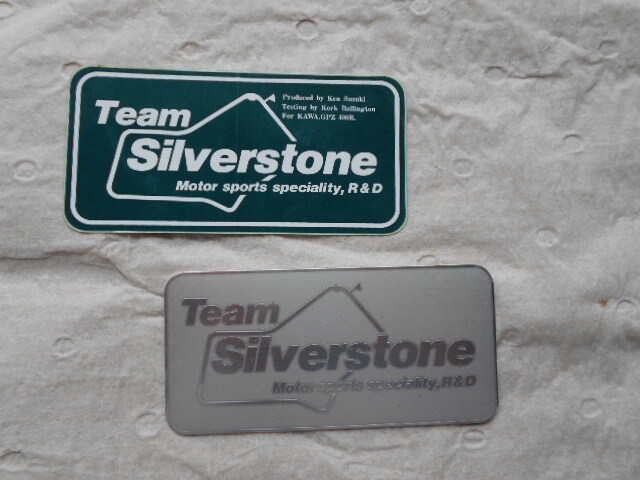 Team
Produced by Ken Suzuki
Testing by Kork Ballington
For KAWA.GPZ 400R.
Silverstone
Motor sports speciality, R & D
Team
Silverstone
Motor sports speciality, R & D